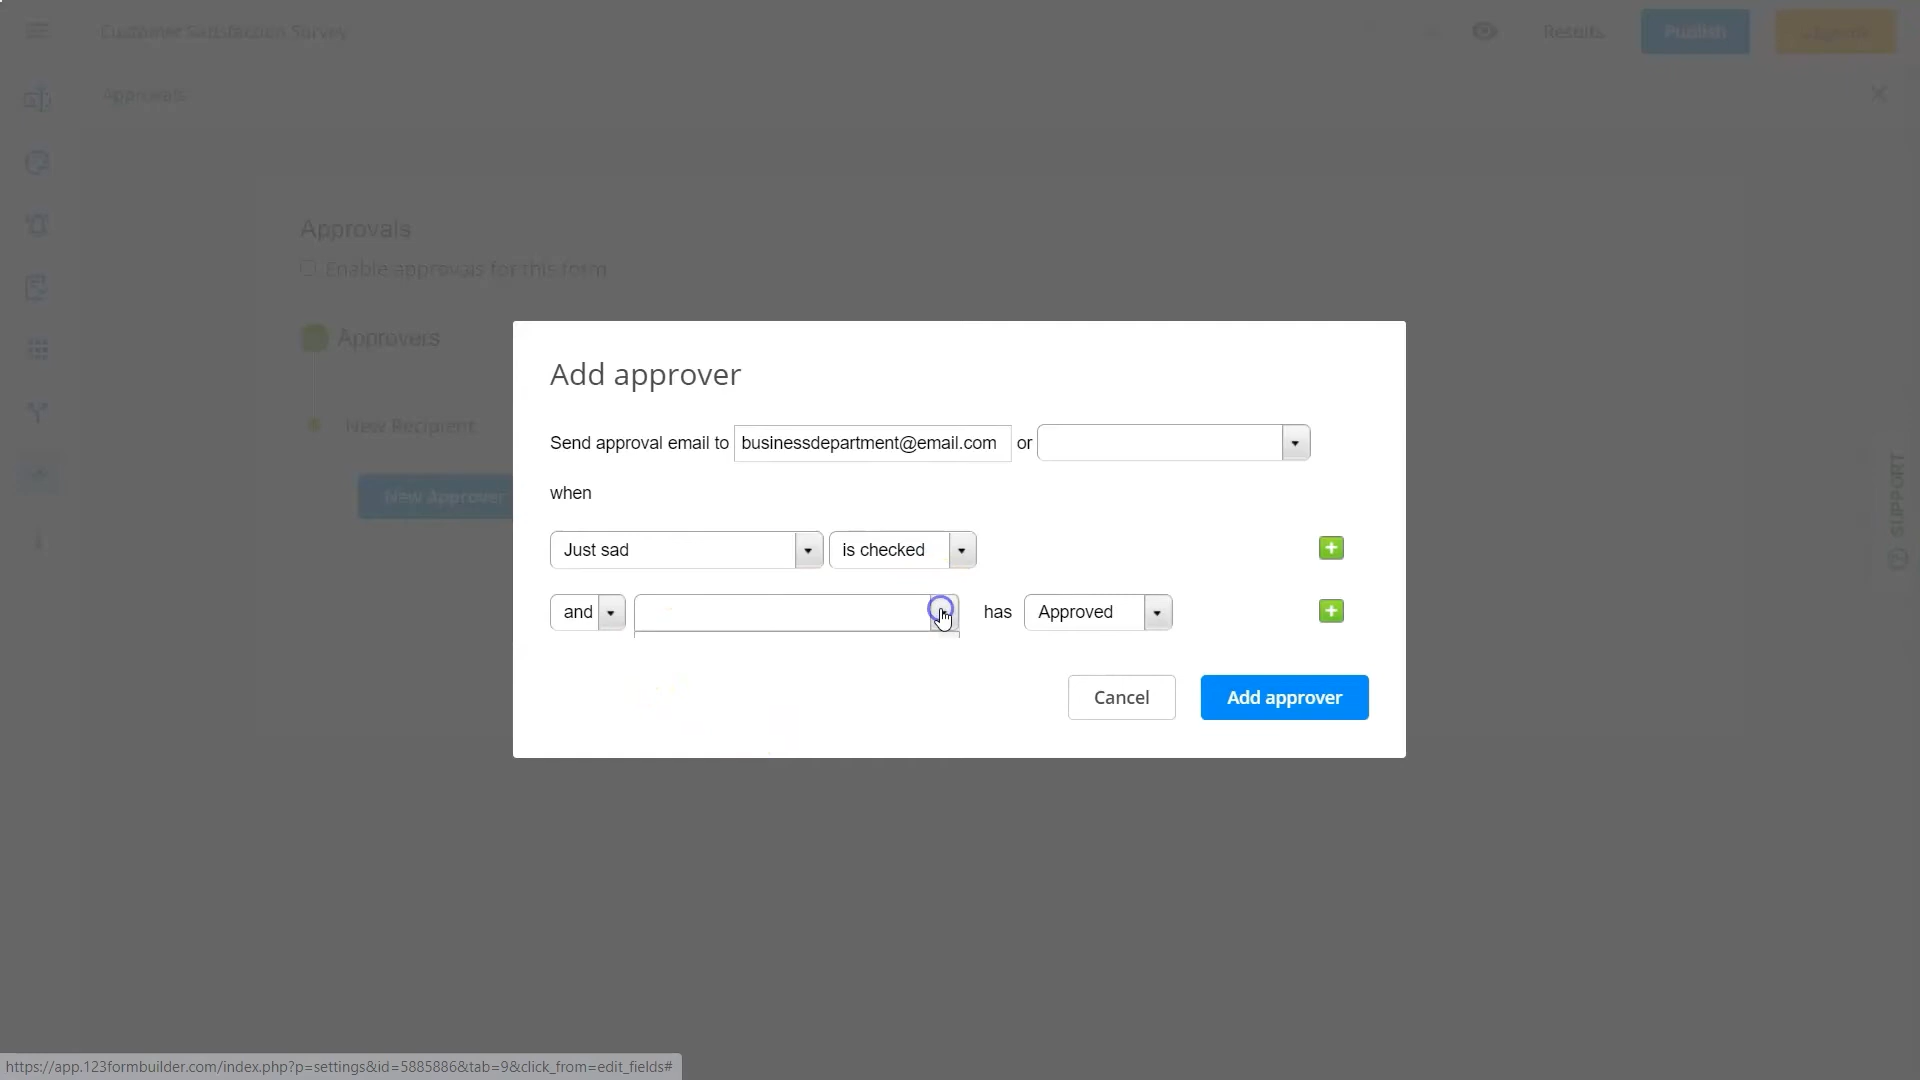 Customer Satisfaction Survey
Results
Publish
Approvals
Approvals
Enable approvals for this form
Approvers
New Recipient
New Approver
Add approver
Send approval email to businessdepartment@email.com or
when
Just sad is checked
and has Approved
Cancel Add approver
SUPPORT
https://app.123formbuilder.com/index.php?p=settings&id=5885886&tab=9&click_from=edit_fields#